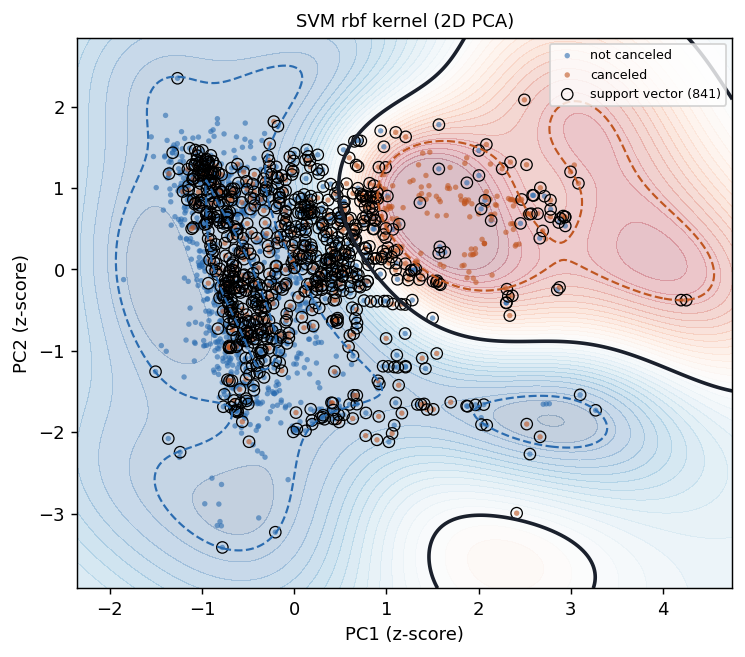 SVM rbf kernel (2D PCA)
not canceled
canceled
support vector (841)
2
1
0
−1
−2
−3
PC2 (z-score)
−2
−1
0
1
2
3
4
PC1 (z-score)